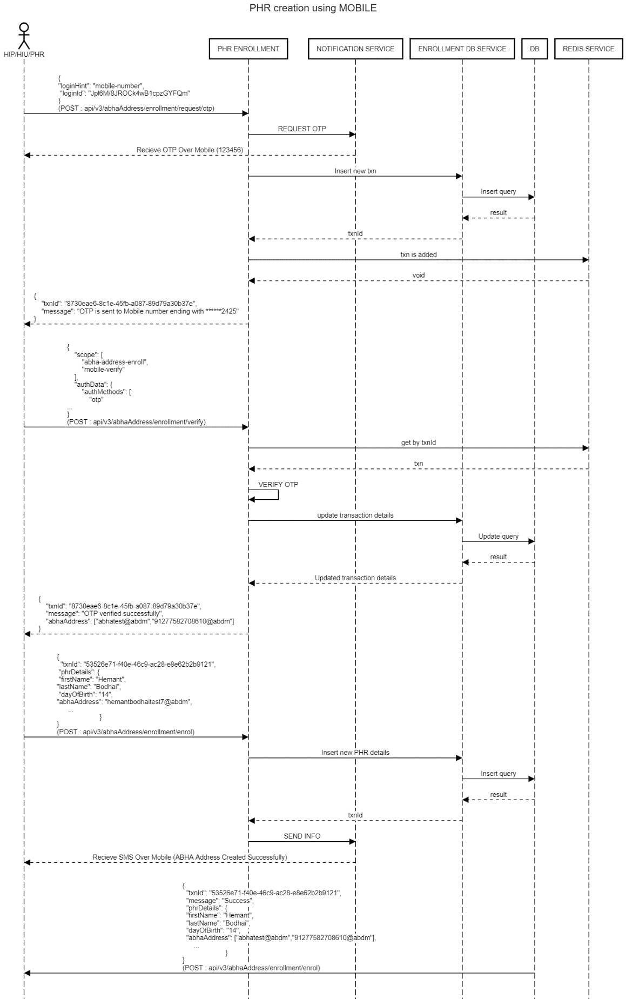 PHR creation using MOBILE
HIP/HIU/PHR
PHR ENROLLMENT
NOTIFICATION SERVICE
ENROLLMENT DB SERVICE
DB
REDIS SERVICE
{
"loginHint": "mobile-number",
"loginId": "Jpl6M/8JROCk4wB1cpzGYFQm"
}
(POST : api/v3/abhaAddress/enrollment/request/otp)
REQUEST OTP
Recieve OTP Over Mobile (123456)
Insert new txn
Insert query
result
txnId
txn is added
void
{
"txnId": "8730eae6-8c1e-45fb-a087-89d79a30b37e",
"message": "OTP is sent to Mobile number ending with ******2425"
}
{
"scope": [
"abha-address-enroll",
"mobile-verify"
],
"authData": {
"authMethods": [
"otp"
...
}
(POST : api/v3/abhaAddress/enrollment/verify)
get by txnId
txn
VERIFY OTP
update transaction details
Update query
result
Updated transaction details
{
"txnId": "8730eae6-8c1e-45fb-a087-89d79a30b37e",
"message": "OTP verified successfully",
"abhaAddress": ["abhatest@abdm","91277582708610@abdm"]
}
{
"txnId": "53526e71-f40e-46c9-ac28-e8e62b2b9121",
"phrDetails": {
"firstName": "Hemant",
"lastName": "Bodhai",
"dayOfBirth": "14",
"abhaAddress": "hemantbodhaitest7@abdm",
...
}
}
(POST : api/v3/abhaAddress/enrollment/enrol)
Insert new PHR details
Insert query
result
txnId
SEND INFO
Recieve SMS Over Mobile (ABHA Address Created Successfully)
{
"txnId": "53526e71-f40e-46c9-ac28-e8e62b2b9121",
"message": "Success",
"phrDetails": {
"firstName": "Hemant",
"lastName": "Bodhai",
"dayOfBirth": "14",
"abhaAddress": ["abhatest@abdm","91277582708610@abdm"],
...
}
}
(POST : api/v3/abhaAddress/enrollment/enrol)